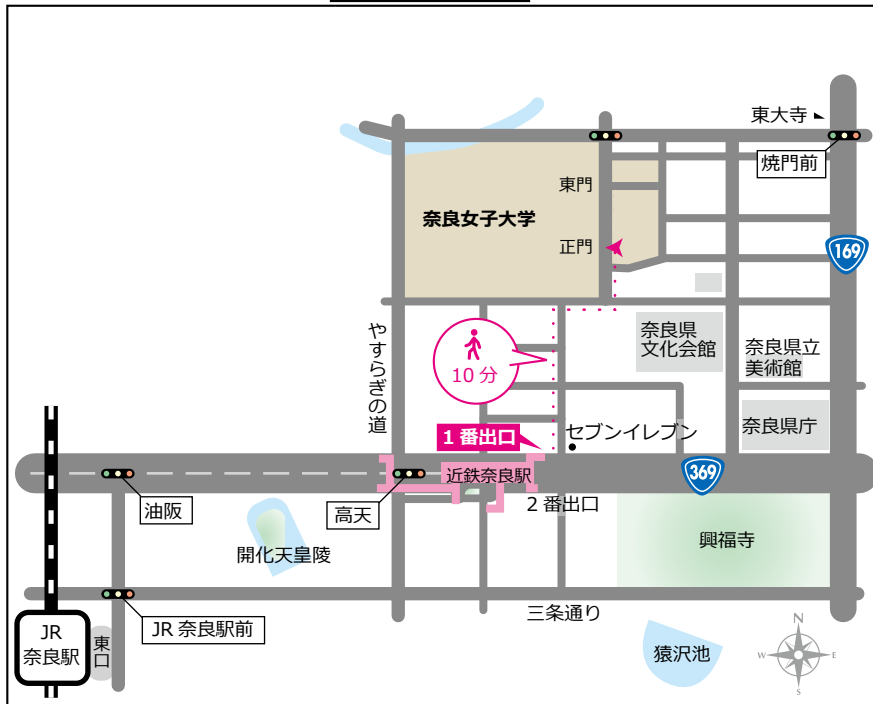 東大寺
焼門前
東門
奈良女子大学
正門
169
奈良県
文化会館
奈良県立
美術館
やすらぎの道
10 分
奈良県庁
1 番出口
セブンイレブン
近鉄奈良駅
369
油阪
高天
2 番出口
開化天皇陵
興福寺
三条通り
JR
奈良駅
東口
JR 奈良駅前
猿沢池
N
W
E
S